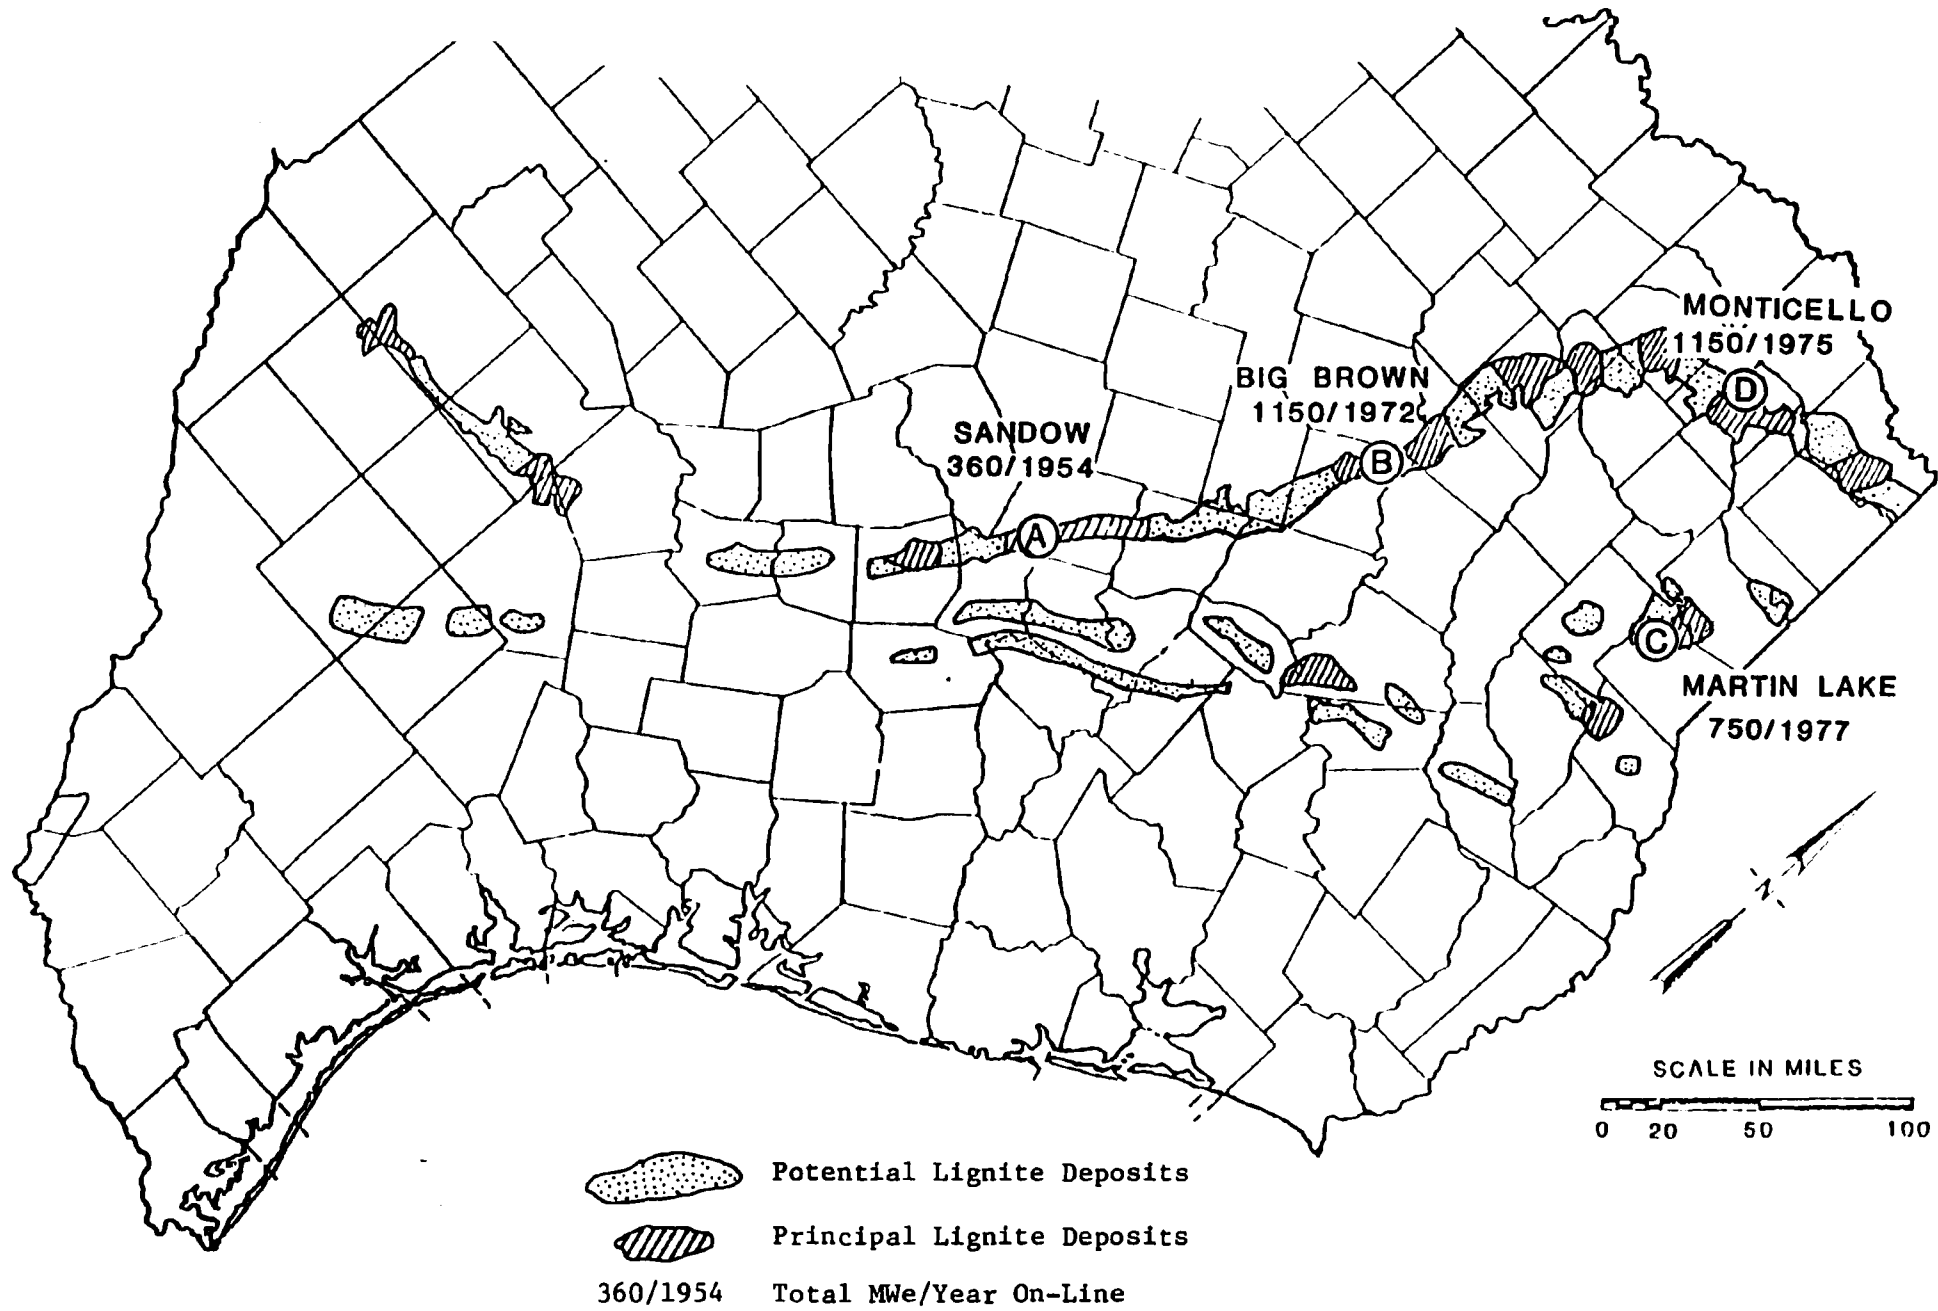 MONTICELLO
1150/1975
D
BIG BROWN
1150/1972
B
SANDOW
360/1954
A
C
MARTIN LAKE
750/1977
SCALE IN MILES
0 20 50 100
Potential Lignite Deposits
Principal Lignite Deposits
360/1954 Total MWe/Year On-Line